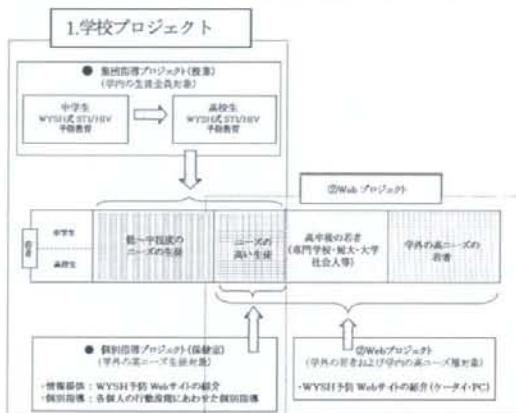 1.学校プロジェクト
● 集団指導プロジェクト(授業)
(学内の生徒全員対象)
中学生
WYSH式 STI/HIV
予防教育
高校生
WYSH式 STI/HIV
予防教育
②Web プロジェクト
若者
中学生
高校生
低〜中程度の
ニーズの生徒
ニーズの
高い生徒
高卒後の若者
(専門学校・短大・大学
社会人等)
学外の高ニーズの
若者
● 個別指導プロジェクト(保健室)
(学外の高ニーズ生徒対象)
・情報提供:WYSH予防 Webサイトの紹介
・個別指導:各個人の行動段階にあわせた個別指導
②Webプロジェクト
(学外の若者および学内の高ニーズ層対象)
・WYSH予防 Webサイトの紹介(ケータイ・PC)